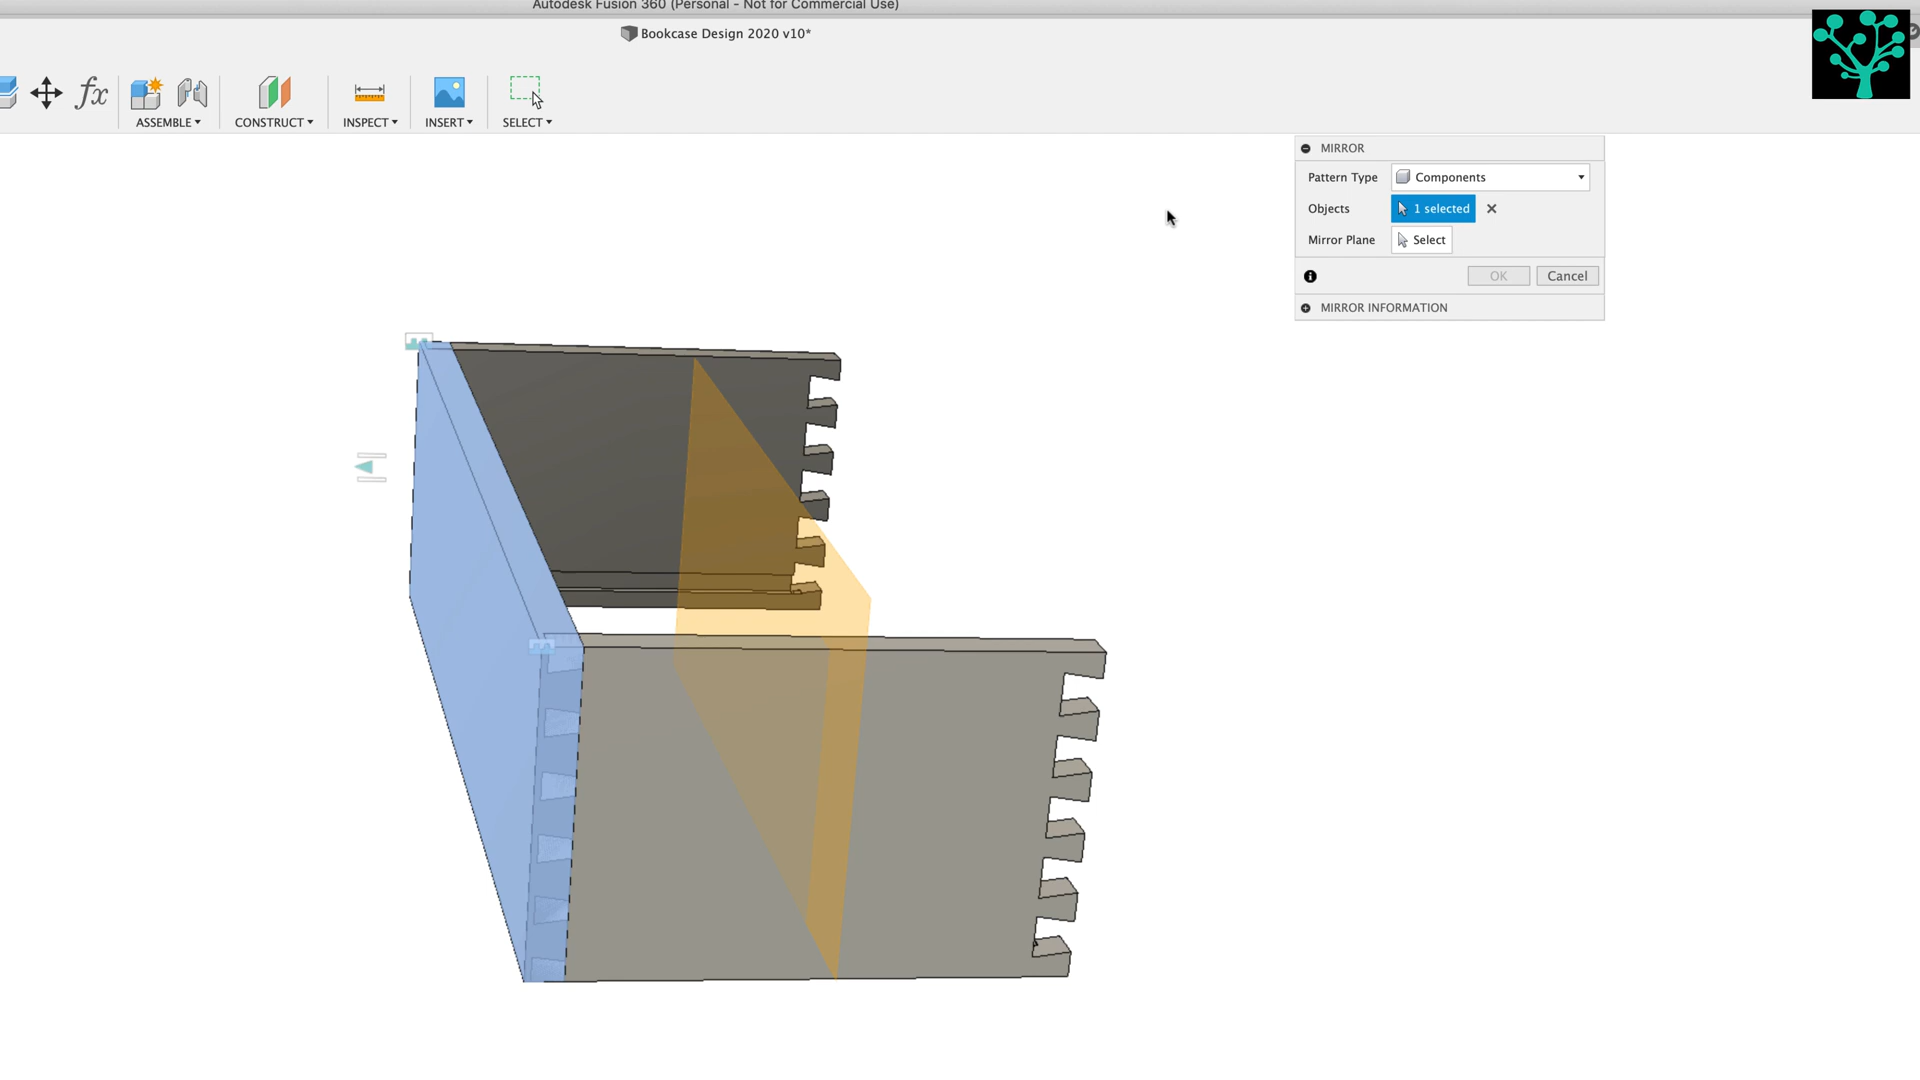 Autodesk Fusion 360 (Personal - Not for Commercial Use)
Bookcase Design 2020 v10*
fx
ASSEMBLE
CONSTRUCT
INSPECT
INSERT
SELECT
MIRROR
Pattern Type Components
Objects 1 selected
Mirror Plane Select
OK Cancel
MIRROR INFORMATION